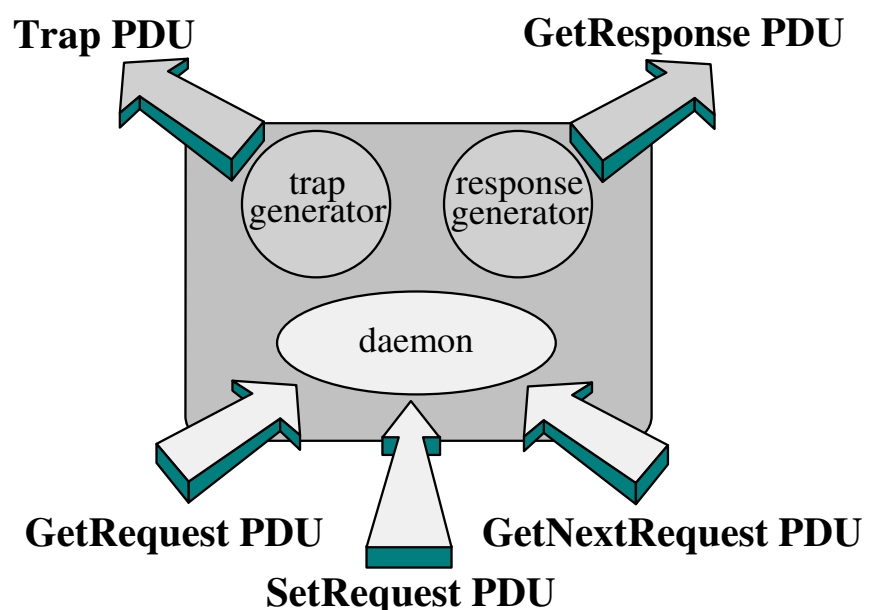 Trap PDU
GetResponse PDU
trap
generator
response
generator
daemon
GetRequest PDU
GetNextRequest PDU
SetRequest PDU